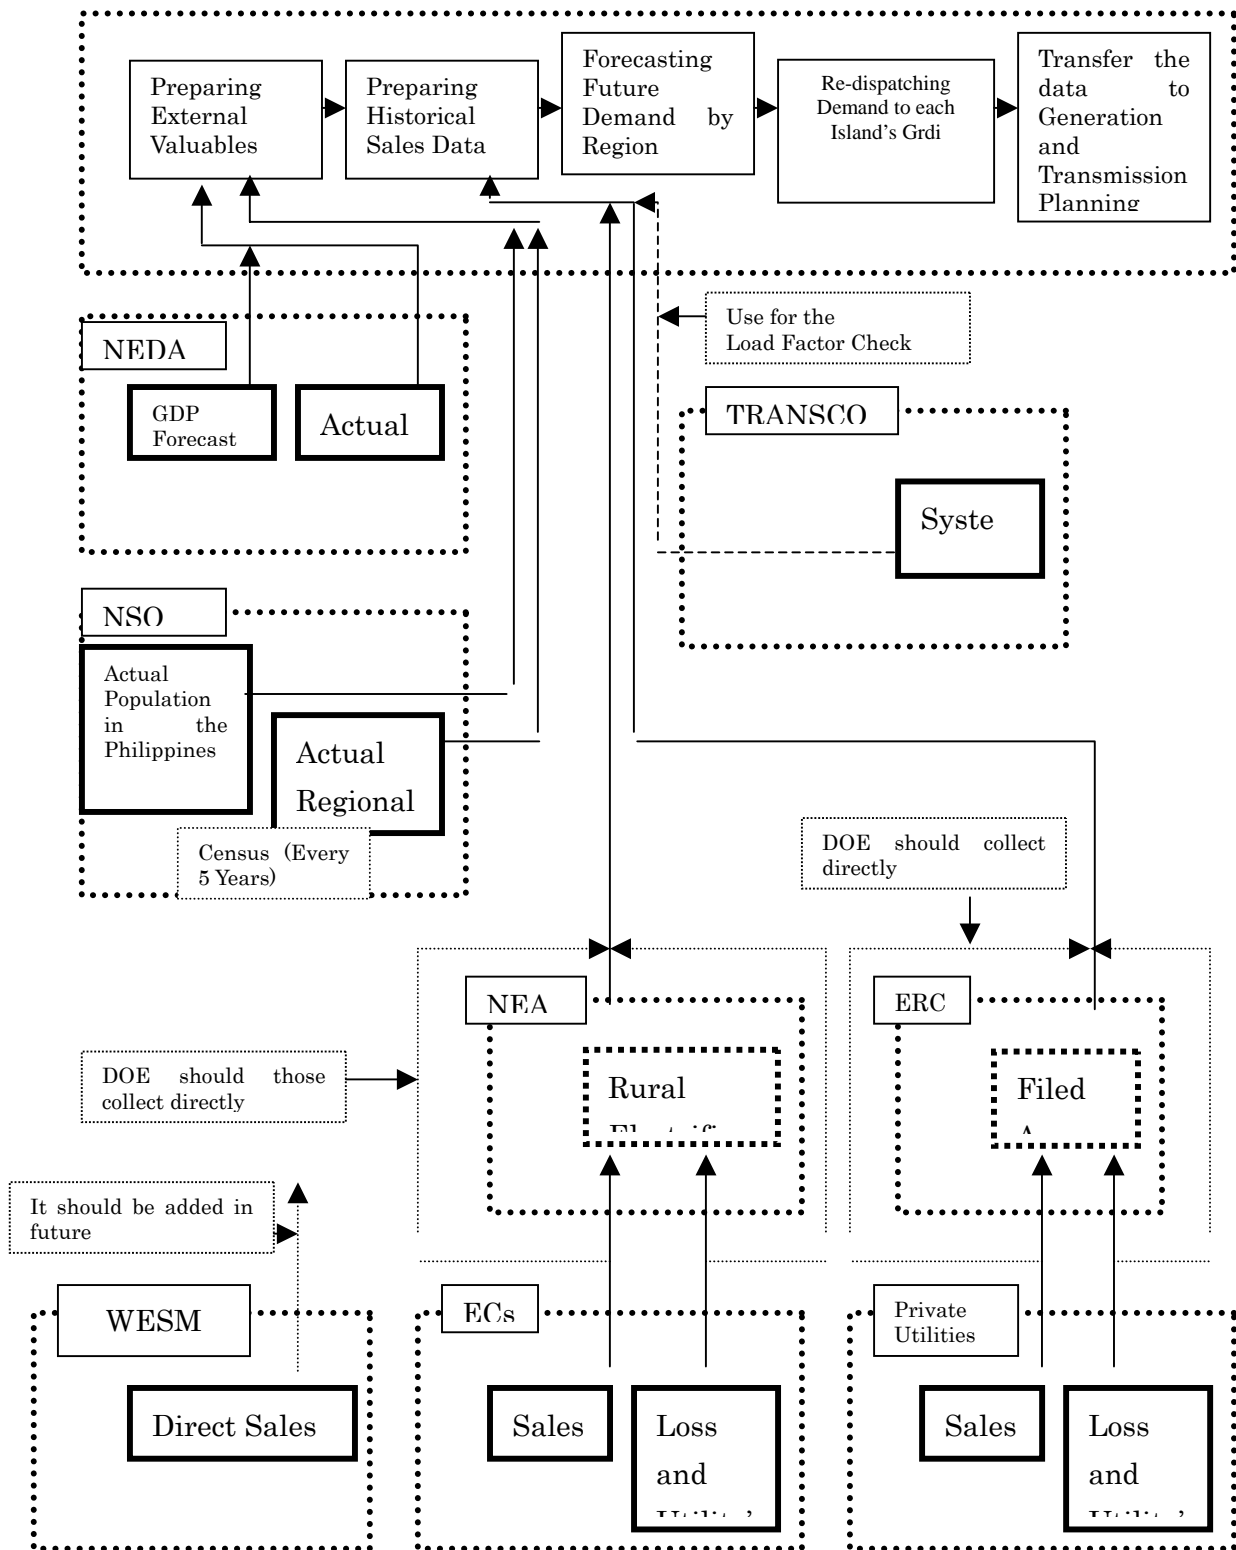 Preparing
External
Valuables
Preparing
Historical
Sales Data
Forecasting
Future
Demand by
Region
Re-dispatching
Demand to each
Island's Grdi
Transfer the
data to
Generation
and
Transmission
Planning
NEDA
GDP
Forecast
Actual
Use for the
Load Factor Check
TRANSCO
Syste
NSO
Actual
Population
in the
Philippines
Actual
Regional
Census (Every
5 Years)
DOE should collect
directly
NEA
Rural
ERC
Filed
DOE should those
collect directly
It should be added in
future
WESM
Direct Sales
ECs
Sales
Loss
and
Private
Utilities
Sales
Loss
and